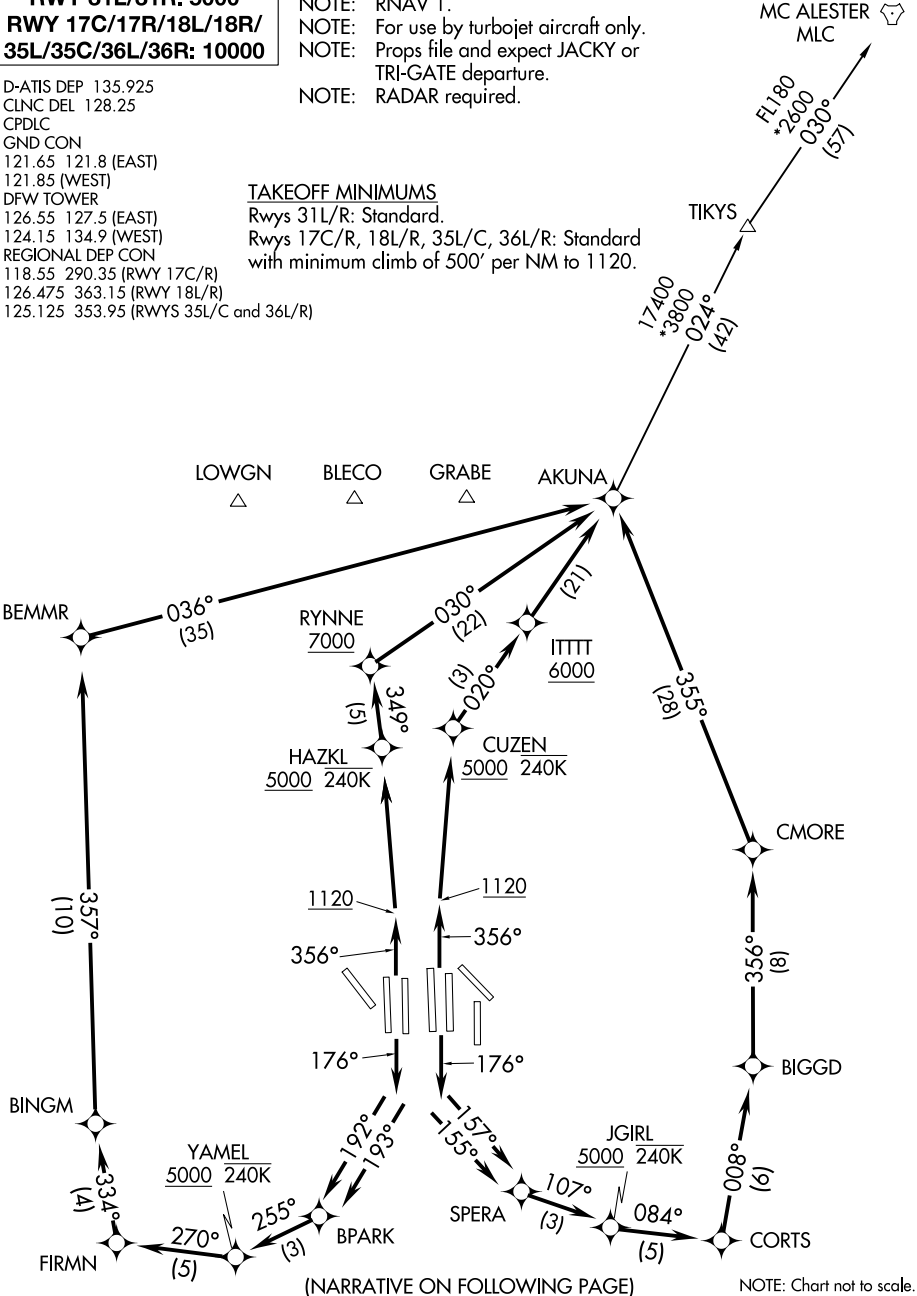 RWY 31L/31R: 5000
RWY 17C/17R/18L/18R/
35L/35C/36L/36R: 10000
NOTE: RNAV 1.
NOTE: For use by turbojet aircraft only.
NOTE: Props file and expect JACKY or
TRI-GATE departure.
NOTE: RADAR required.
MC ALESTER
MLC
D-ATIS DEP 135.925
CLNC DEL 128.25
CPDLC
GND CON
121.65 121.8 (EAST)
121.85 (WEST)
DFW TOWER
126.55 127.5 (EAST)
124.15 134.9 (WEST)
REGIONAL DEP CON
118.55 290.35 (RWY 17C/R)
126.475 363.15 (RWY 18L/R)
125.125 353.95 (RWYS 35L/C and 36L/R)
TAKEOFF MINIMUMS
Rwys 31L/R: Standard.
Rwys 17C/R, 18L/R, 35L/C, 36L/R: Standard
with minimum climb of 500' per NM to 1120.
FL180
*2600
030°
(57)
TIKYS
17400
*3800
024°
(42)
LOWGN
BLECO
GRABE
AKUNA
BEMMR
036°
(35)
RYNNE
7000
030°
(22)
(21)
ITTTT
6000
(3)
020°
355°
(28)
349°
(5)
HAZKL
5000 240K
CUZEN
5000 240K
CMORE
357°
(10)
1120
1120
356°
356°
356°
(8)
176°
176°
BIGGD
BINGM
192°
193°
157°
155°
YAMEL
5000 240K
JGIRL
5000 240K
334°
(4)
255°
(3)
BPARK
SPERA
107°
(3)
084°
(5)
008°
(6)
270°
(5)
FIRMN
CORTS
(NARRATIVE ON FOLLOWING PAGE)
NOTE: Chart not to scale.